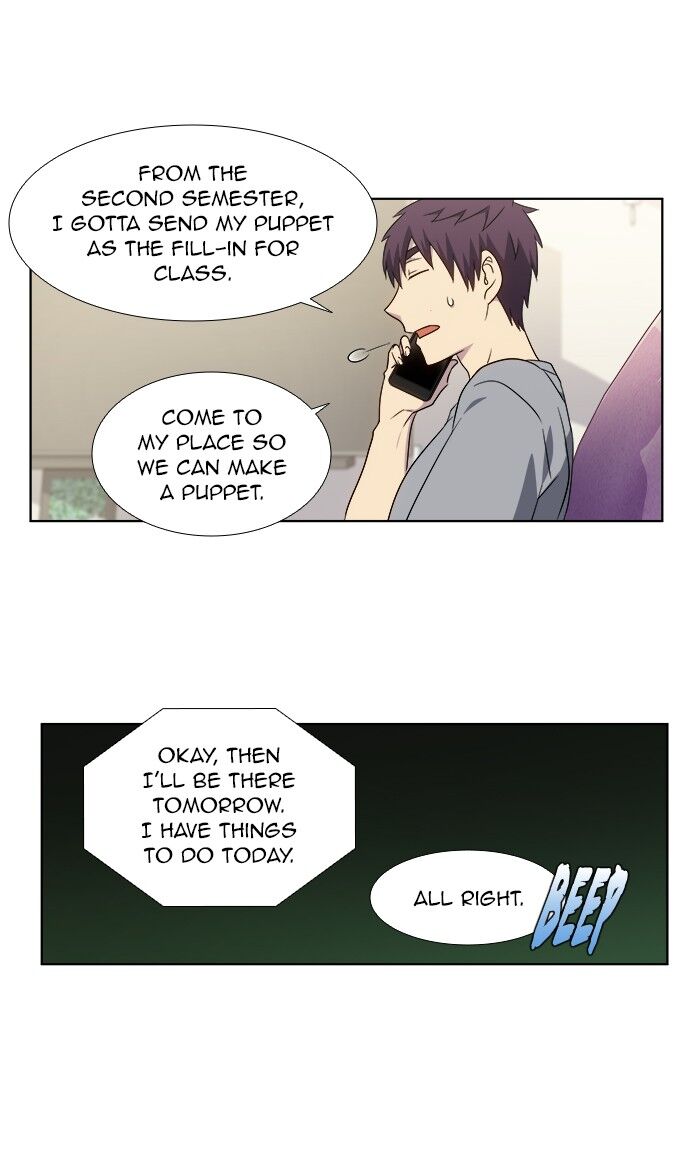 FROM THE
SECOND SEMESTER,
I GOTTA SEND MY PUPPET
AS THE FILL-IN FOR
CLASS.
COME TO
MY PLACE SO
WE CAN MAKE
A PUPPET.
OKAY, THEN
I'LL BE THERE
TOMORROW.
I HAVE THINGS
TO DO TODAY.
ALL RIGHT.
BEEP